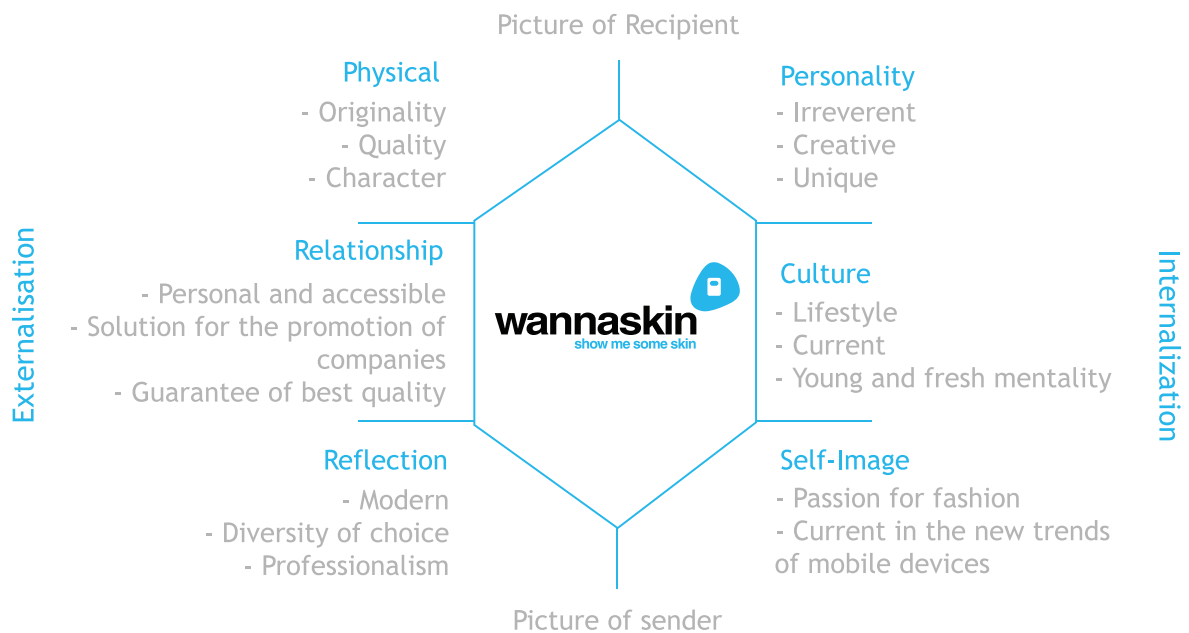 Picture of Recipient
Physical
- Originality
- Quality
- Character
Personality
- Irreverent
- Creative
- Unique
Externalisation
Relationship
- Personal and accessible
- Solution for the promotion of
companies
- Guarantee of best quality
wannaskin
show me some skin
Culture
- Lifestyle
- Current
- Young and fresh mentality
Internalization
Reflection
- Modern
- Diversity of choice
- Professionalism
Self-Image
- Passion for fashion
- Current in the new trends
of mobile devices
Picture of sender